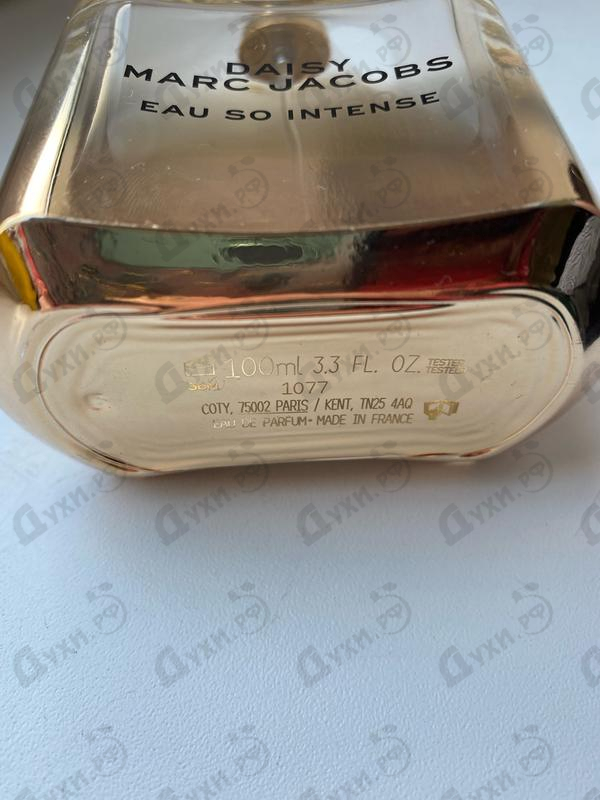 DAISY
MARC JACOBS
EAU SO INTENSE
100ml 3.3 FL. OZ. TESTER
TESTER
36M 1077
COTY, 75002 PARIS / KENT, TN25 4AQ
EAU DE PARFUM - MADE IN FRANCE
Духи.рф